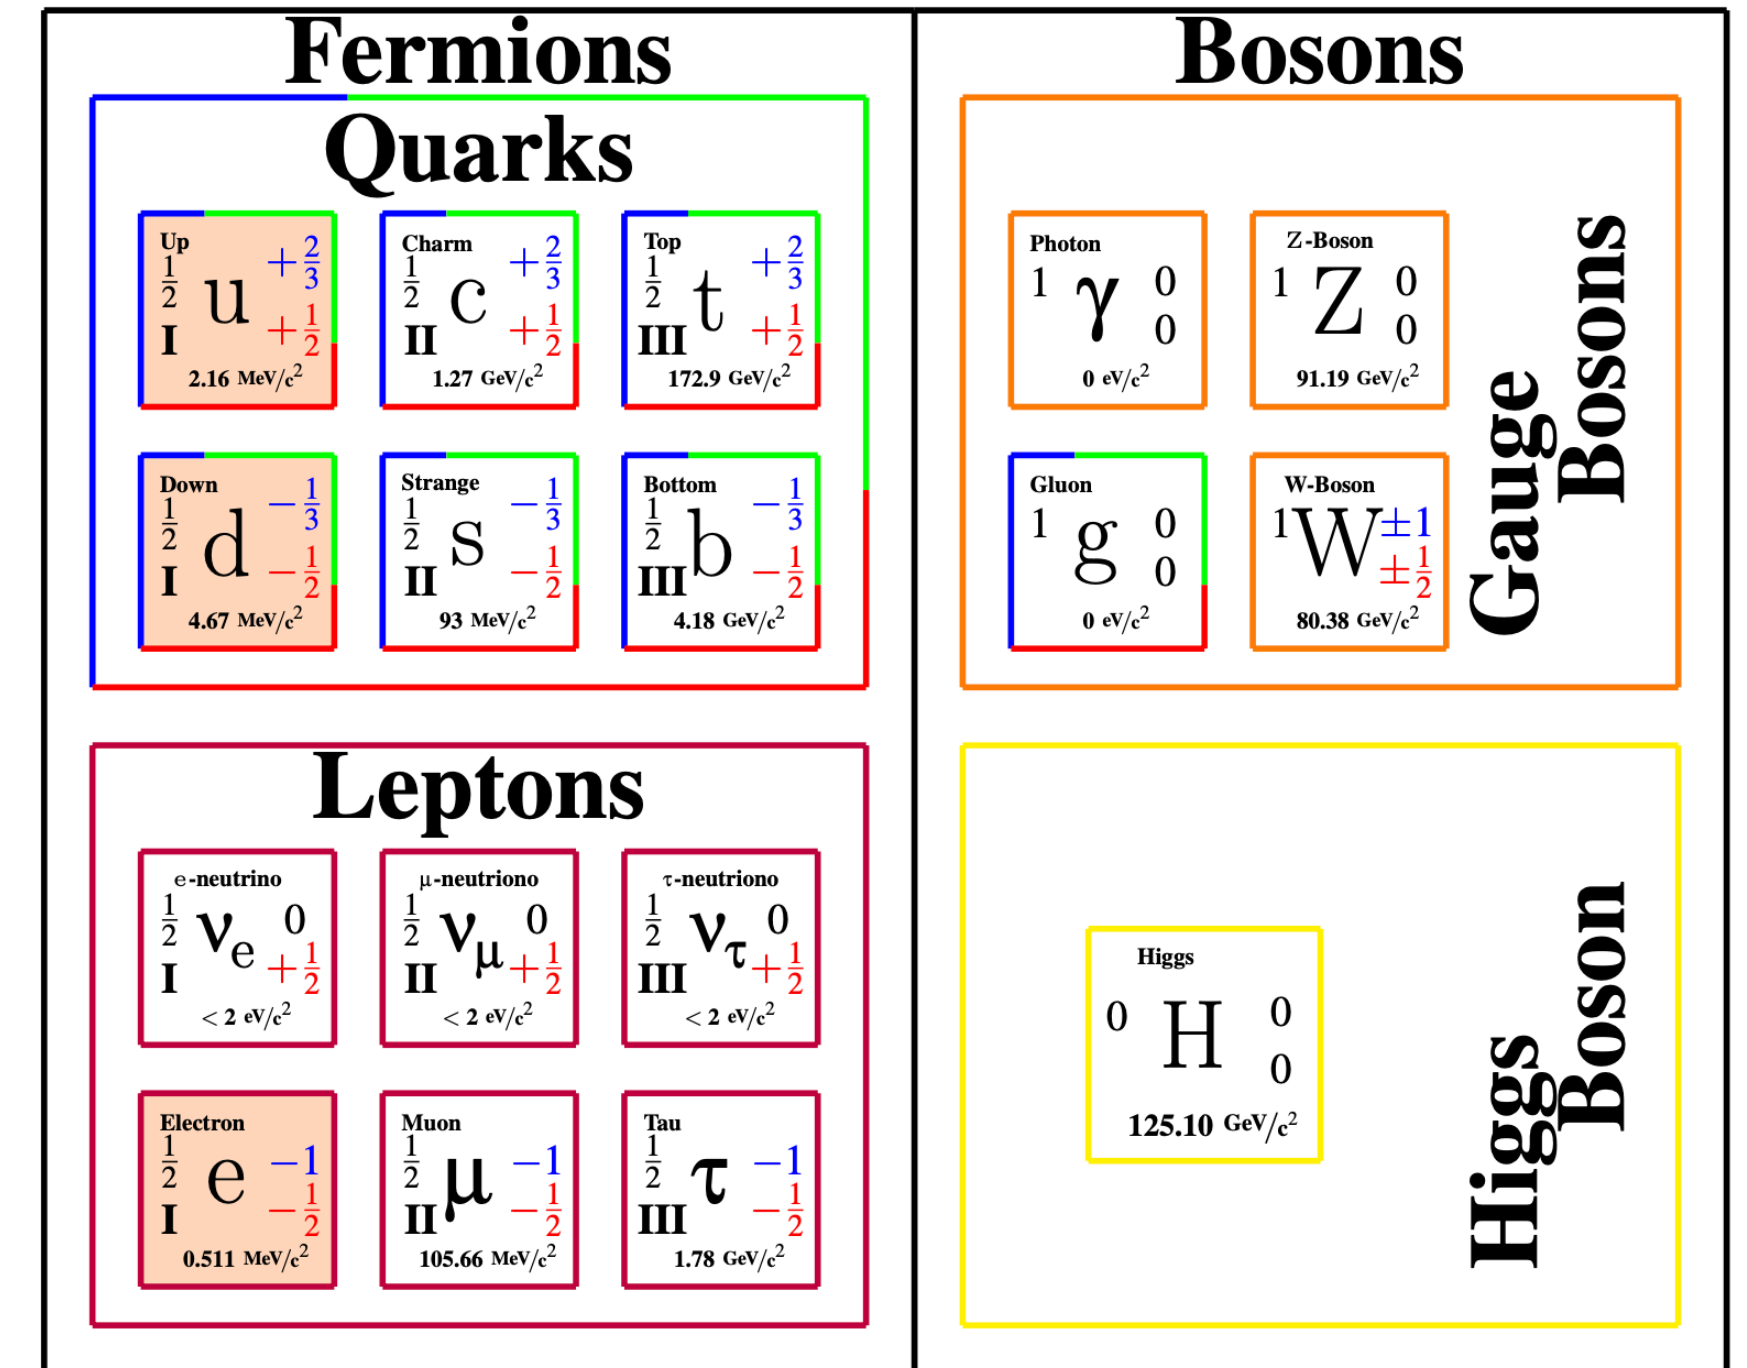 Fermions
Quarks
Up
1/2 u +2/3
I +1/2
2.16 MeV/c²
Charm
1/2 c +2/3
II +1/2
1.27 GeV/c²
Top
1/2 t +2/3
III +1/2
172.9 GeV/c²
Down
1/2 d −1/3
I −1/2
4.67 MeV/c²
Strange
1/2 s −1/3
II −1/2
93 MeV/c²
Bottom
1/2 b −1/3
III −1/2
4.18 GeV/c²
Leptons
e-neutrino
1/2 νe 0
I +1/2
< 2 eV/c²
μ-neutriono
1/2 νμ 0
II +1/2
< 2 eV/c²
τ-neutriono
1/2 ντ 0
III +1/2
< 2 eV/c²
Electron
1/2 e −1
I −1/2
0.511 MeV/c²
Muon
1/2 μ −1
II −1/2
105.66 MeV/c²
Tau
1/2 τ −1
III −1/2
1.78 GeV/c²
Bosons
Photon
1 γ 0
0
0 eV/c²
Z-Boson
1 Z 0
0
91.19 GeV/c²
Gluon
1 g 0
0
0 eV/c²
W-Boson
1 W ±1
±1/2
80.38 GeV/c²
Gauge
Bosons
Higgs
0 H 0
0
125.10 GeV/c²
Higgs
Boson